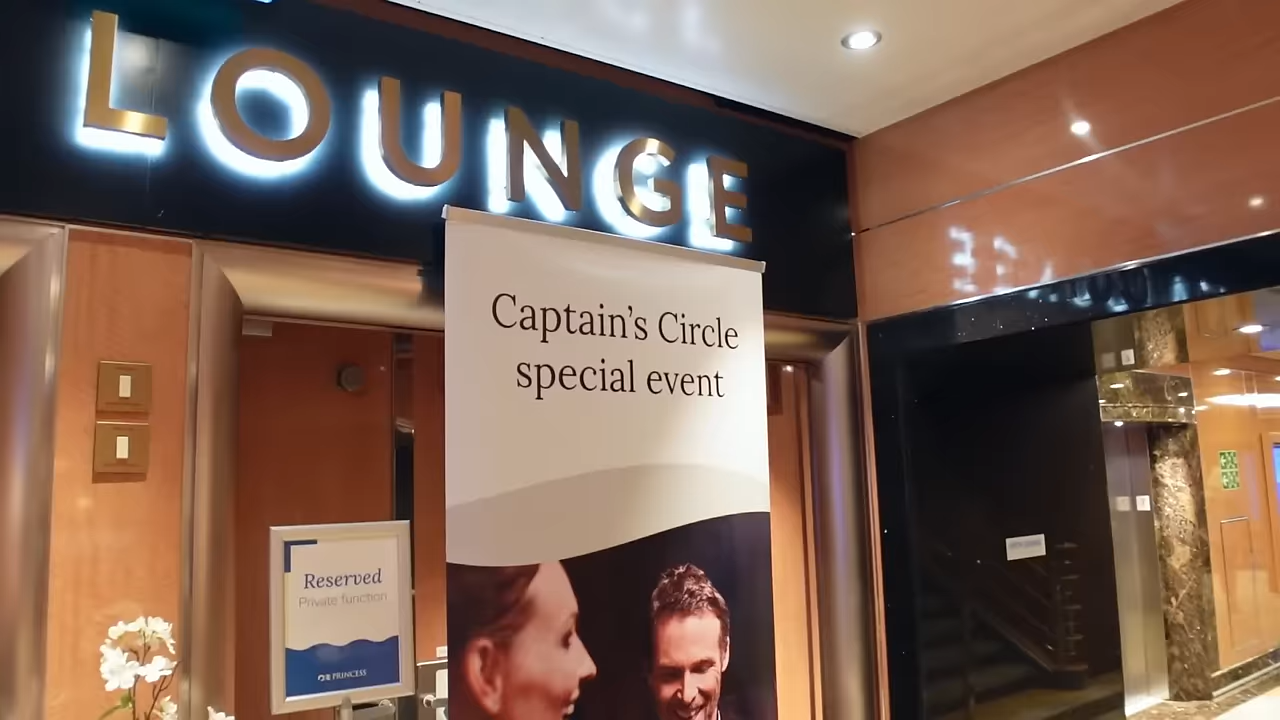 LOUNGE
Captain's Circle
special event
Reserved
Private function
PRINCESS